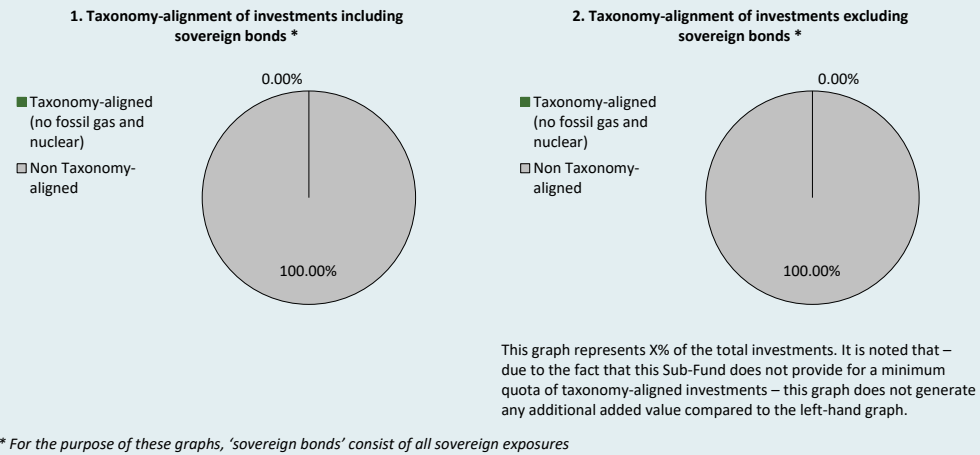 1. Taxonomy-alignment of investments including
sovereign bonds *
0.00%
Taxonomy-aligned
(no fossil gas and
nuclear)
Non Taxonomy-
aligned
100.00%
2. Taxonomy-alignment of investments excluding
sovereign bonds *
0.00%
Taxonomy-aligned
(no fossil gas and
nuclear)
Non Taxonomy-
aligned
100.00%
This graph represents X% of the total investments. It is noted that –
due to the fact that this Sub-Fund does not provide for a minimum
quota of taxonomy-aligned investments – this graph does not generate
any additional added value compared to the left-hand graph.
* For the purpose of these graphs, ‘sovereign bonds’ consist of all sovereign exposures